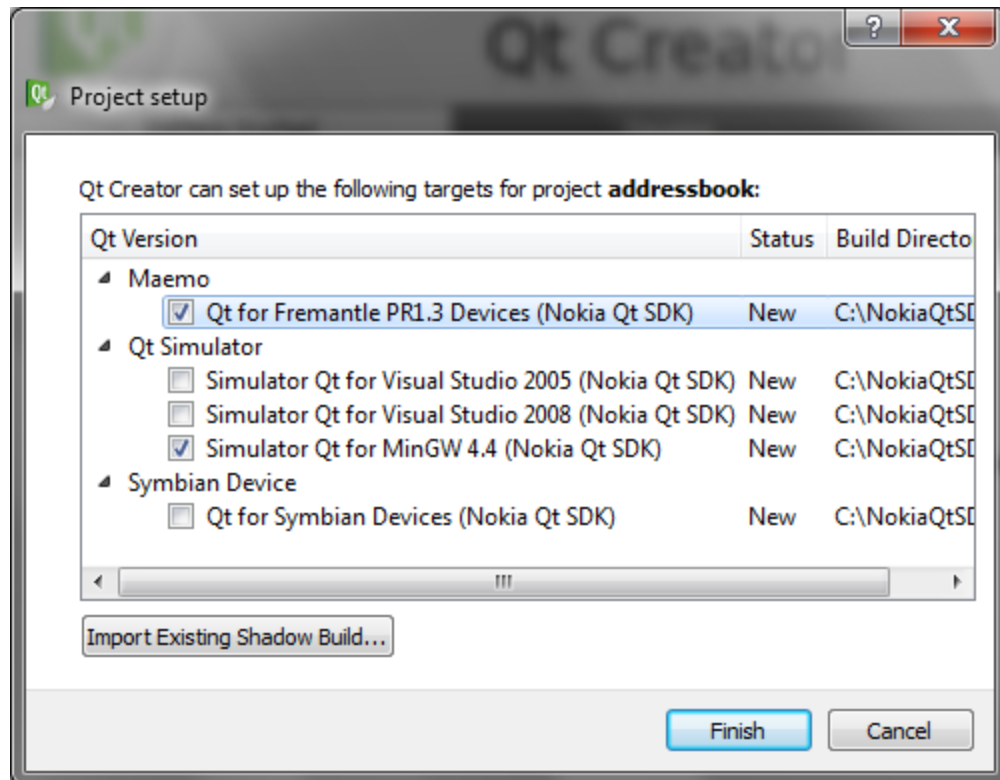 Qt Creator
Qt Project setup
Qt Creator can set up the following targets for project addressbook:
Qt Version Status Build Directo
Maemo
Qt for Fremantle PR1.3 Devices (Nokia Qt SDK) New C:\NokiaQtSD
Qt Simulator
Simulator Qt for Visual Studio 2005 (Nokia Qt SDK) New C:\NokiaQtSD
Simulator Qt for Visual Studio 2008 (Nokia Qt SDK) New C:\NokiaQtSD
Simulator Qt for MinGW 4.4 (Nokia Qt SDK) New C:\NokiaQtSD
Symbian Device
Qt for Symbian Devices (Nokia Qt SDK) New C:\NokiaQtSD
Import Existing Shadow Build...
Finish Cancel